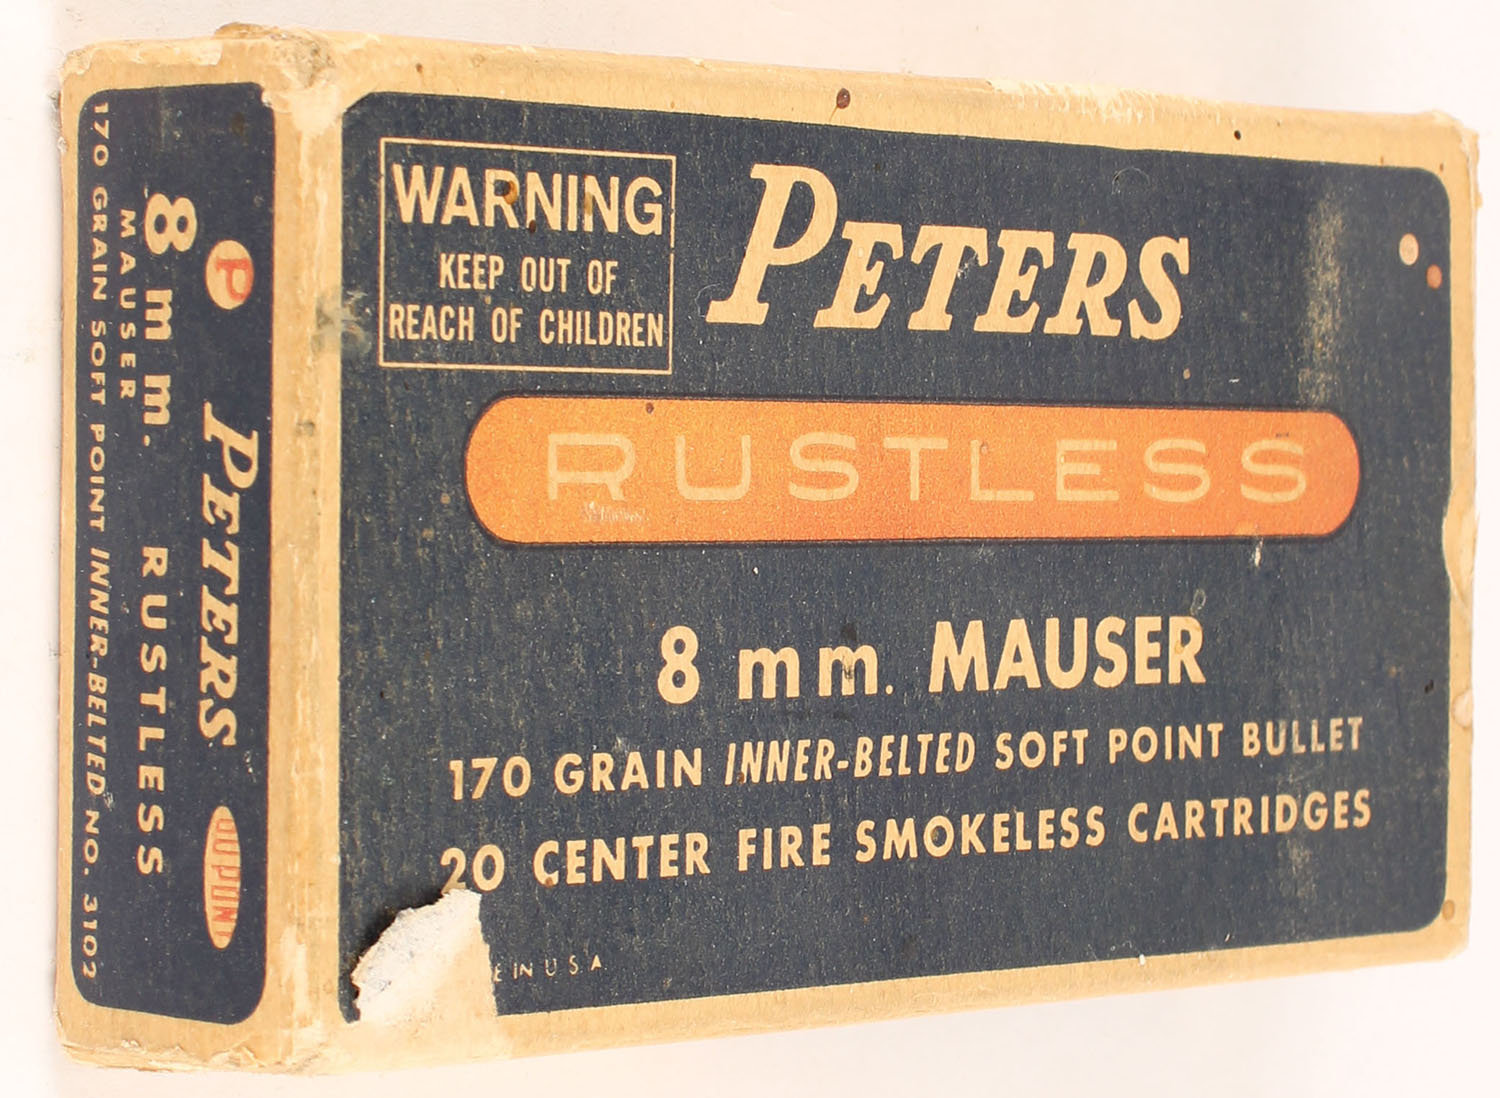 WARNING
KEEP OUT OF
REACH OF CHILDREN
PETERS
RUSTLESS
8 mm. MAUSER
170 GRAIN INNER-BELTED SOFT POINT BULLET
20 CENTER FIRE SMOKELESS CARTRIDGES
E IN U S A
P PETERS DUPONT
8 mm. RUSTLESS
MAUSER
170 GRAIN SOFT POINT INNER-BELTED NO. 3102